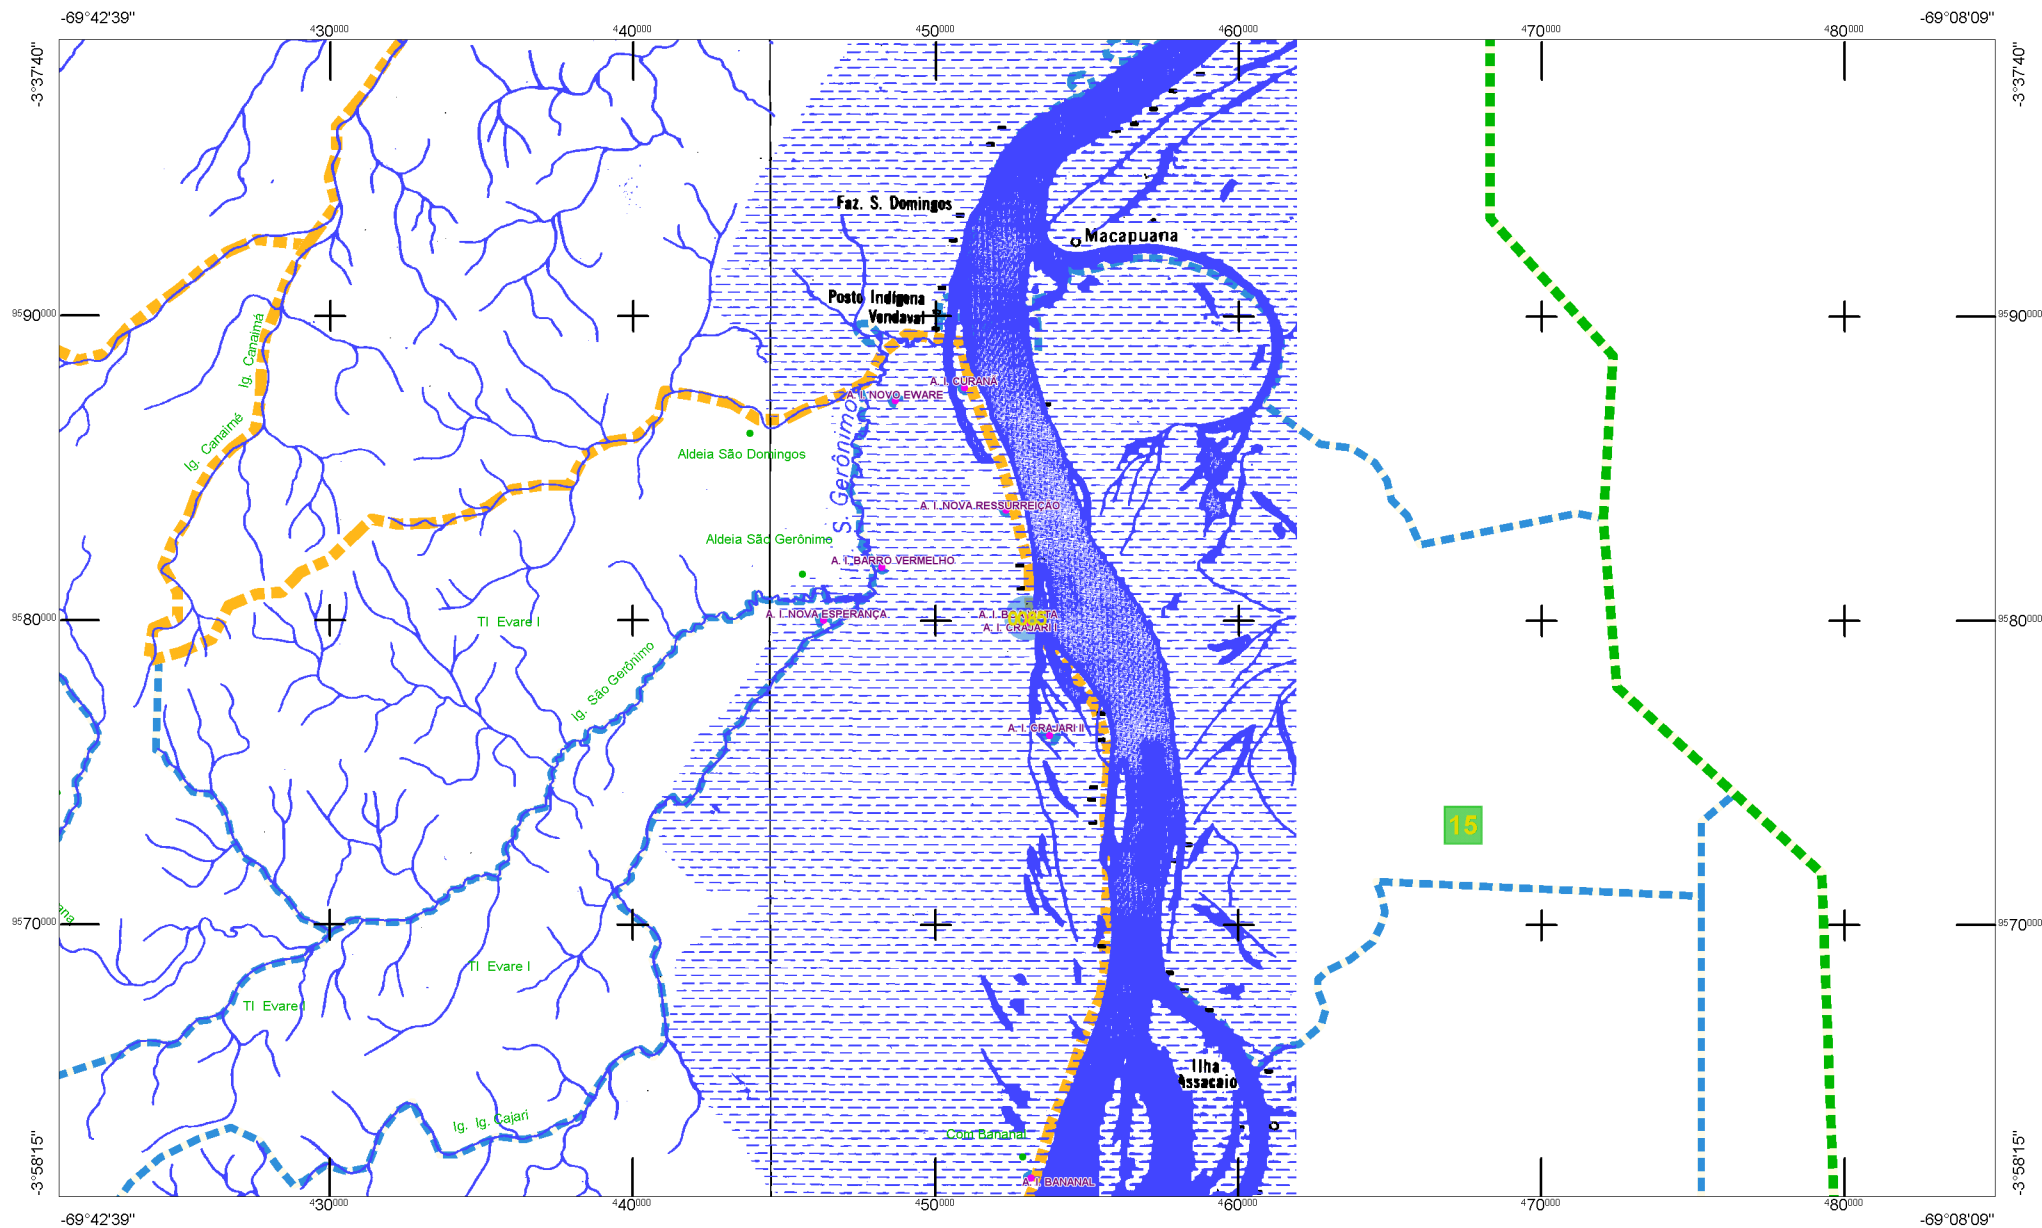 -69°42'39"
-69°08'09"
430000
440000
450000
460000
470000
480000
-3°37'40"
-3°37'40"
Faz. S. Domingos
Macapuana
Posto Indígena
Vendaval
9590000
9590000
Ig. Canaimá
A. I. CURANÁ
A. I. NOVO EWARE
Ig. Canaimé
Aldeia São Domingos
S. Gerônimo
A. I. NOVA RESSURREIÇÃO
Aldeia São Gerônimo
A. I. BARRO VERMELHO
A. I. NOVA ESPERANÇA
9580000
9580000
TI Evare I
A. I. CRAJARI I
Ig. São Gerônimo
A. I. CRAJARI II
15
9570000
9570000
TI Evare I
TI Evare I
Ilha
Assacaio
Ig. Ig. Cajari
Com Bananal
A. I. BANANAL
-3°58'15"
-3°58'15"
430000
440000
450000
460000
470000
480000
-69°42'39"
-69°08'09"